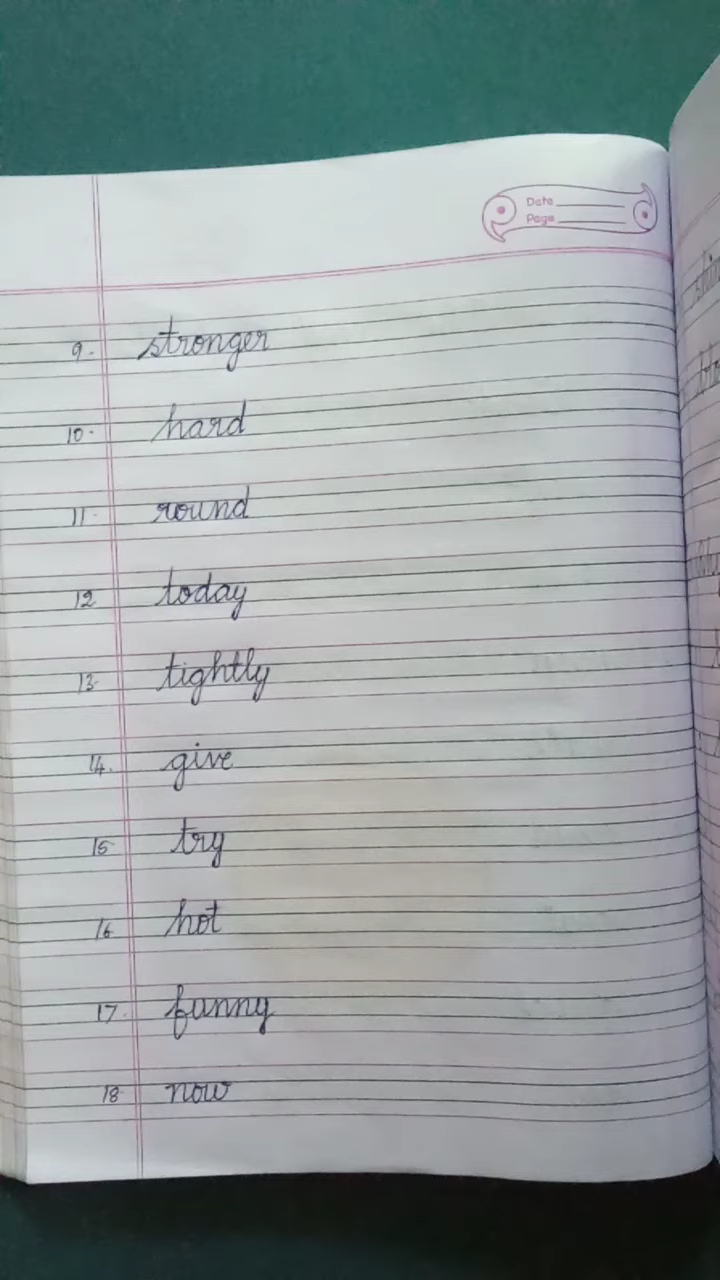 Date
Page
9. stronger
10. hard
11. round
12 today
13. tightly
14. give
15 try
16 hot
17. funny
18. now